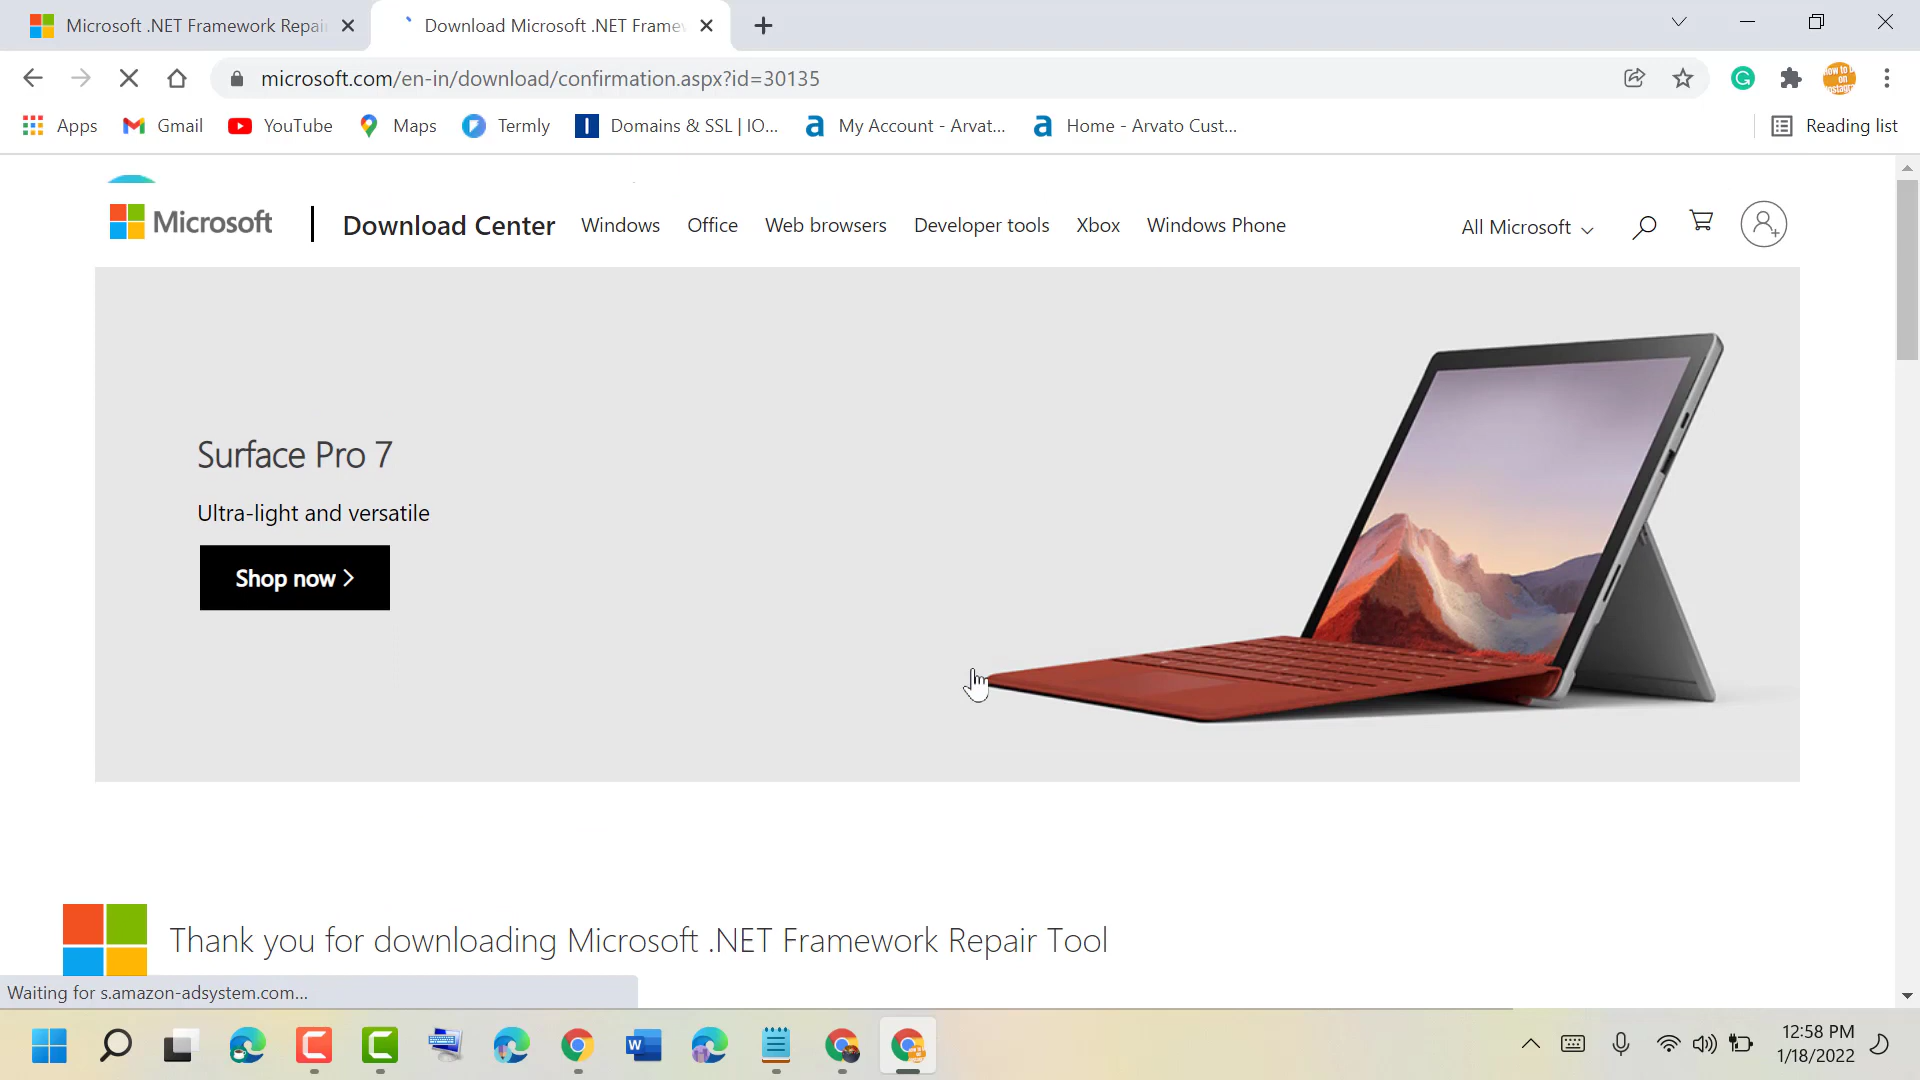 Microsoft .NET Framework Repai
Download Microsoft .NET Frame
microsoft.com/en-in/download/confirmation.aspx?id=30135
Apps
Gmail
YouTube
Maps
Termly
Domains & SSL | IO...
My Account - Arvat...
Home - Arvato Cust...
Reading list
Microsoft
Download Center
Windows
Office
Web browsers
Developer tools
Xbox
Windows Phone
All Microsoft
Surface Pro 7
Ultra-light and versatile
Shop now >
Thank you for downloading Microsoft .NET Framework Repair Tool
Waiting for s.amazon-adsystem.com...
12:58 PM
1/18/2022